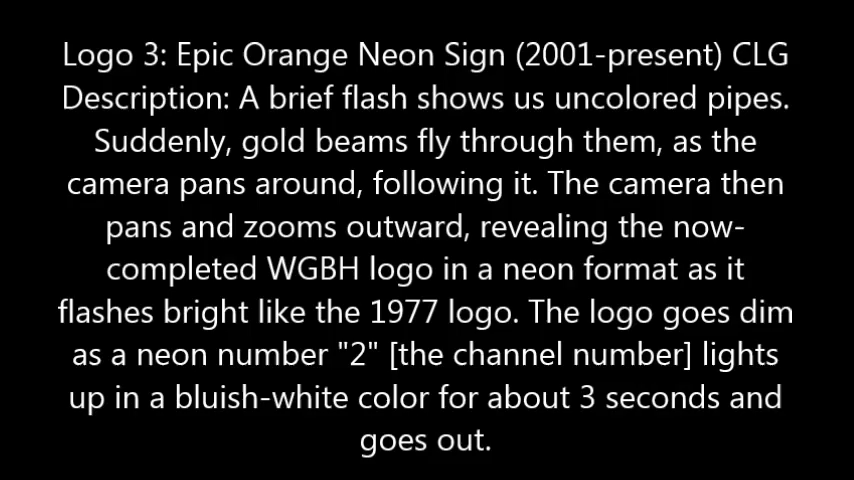 Logo 3: Epic Orange Neon Sign (2001-present) CLG
Description: A brief flash shows us uncolored pipes.
Suddenly, gold beams fly through them, as the
camera pans around, following it. The camera then
pans and zooms outward, revealing the now-
completed WGBH logo in a neon format as it
flashes bright like the 1977 logo. The logo goes dim
as a neon number "2" [the channel number] lights
up in a bluish-white color for about 3 seconds and
goes out.